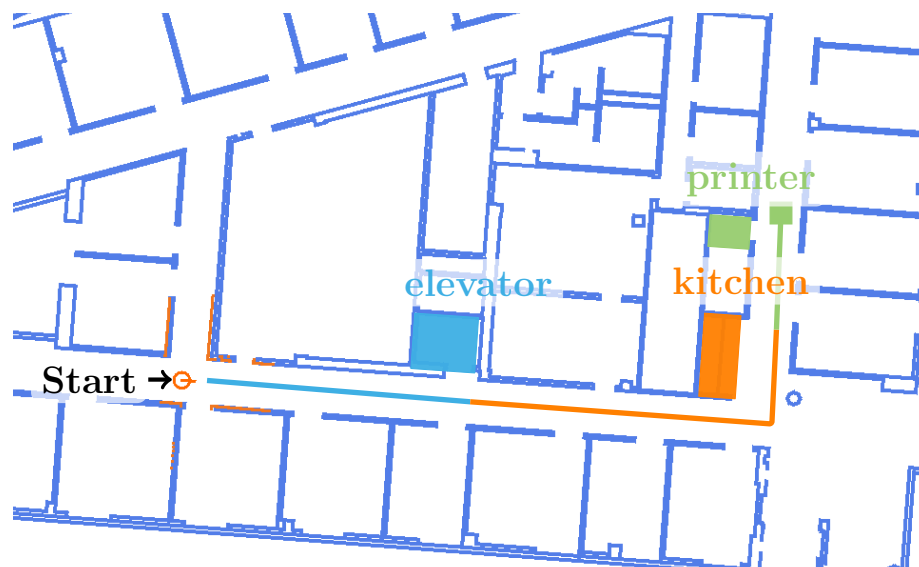 printer
elevator
kitchen
Start →